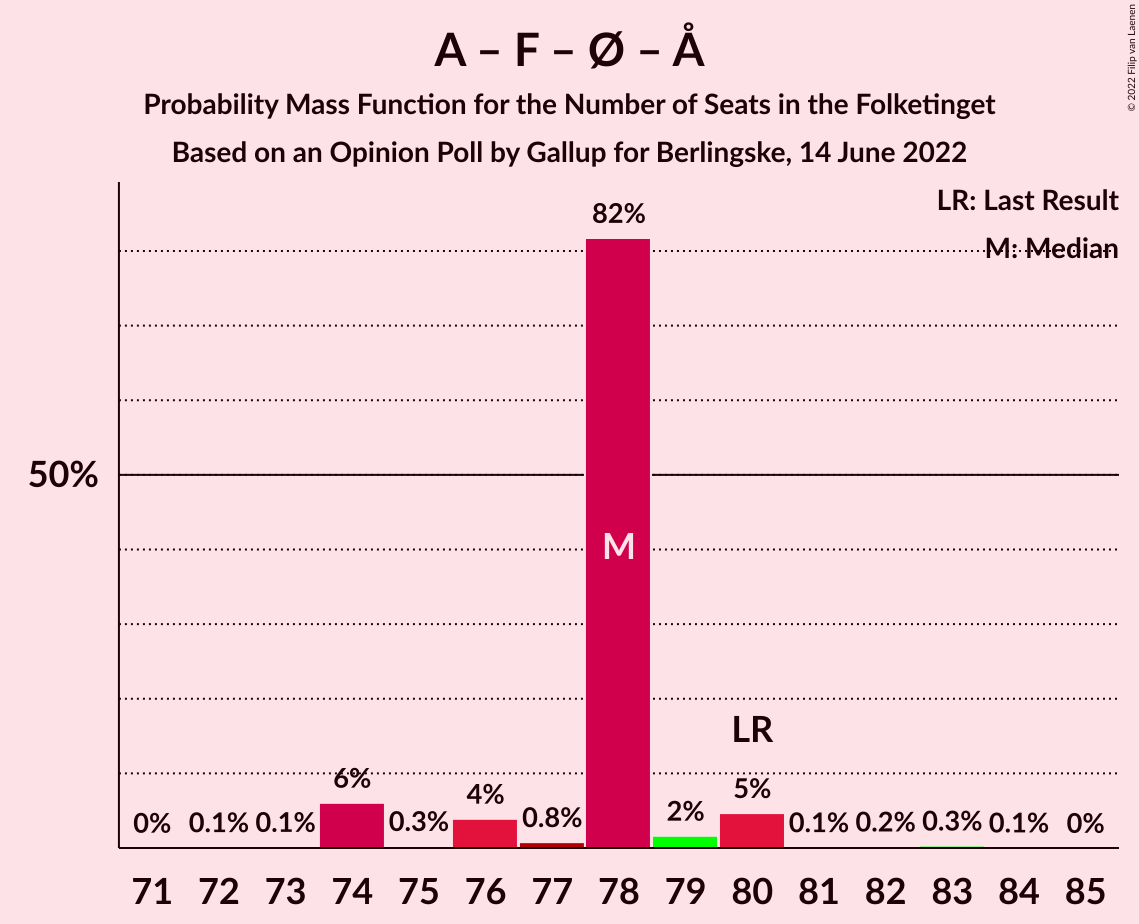 A – F – Ø – Å
Probability Mass Function for the Number of Seats in the Folketinget
Based on an Opinion Poll by Gallup for Berlingske, 14 June 2022
© 2022 Filip van Laenen
LR: Last Result
M: Median
82%
50%
M
LR
0% 0.1% 0.1% 6% 0.3% 4% 0.8% 2% 5% 0.1% 0.2% 0.3% 0.1% 0%
71 72 73 74 75 76 77 78 79 80 81 82 83 84 85